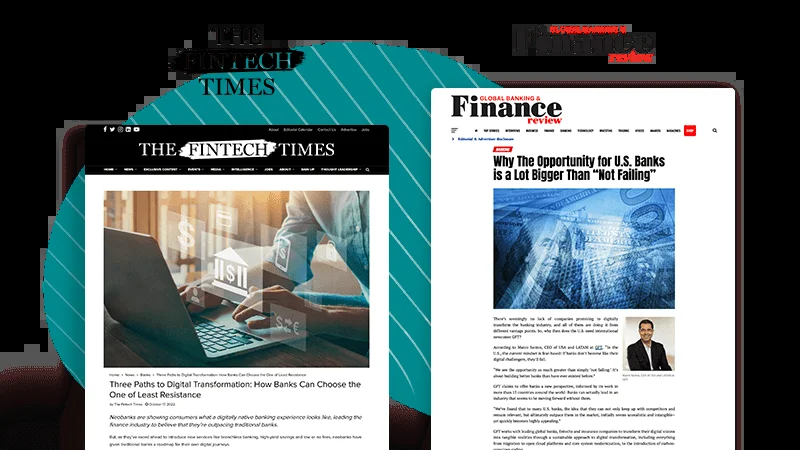 THE
FINTECH
TIMES
Finance
review
About Editorial Calendar Contact Us Advertise Jobs
THE FINTECH TIMES
HOME NEWS EXCLUSIVE CONTENT EVENTS MEDIA INTELLIGENCE JOBS ABOUT SIGN UP THOUGHT LEADERSHIP
Home > News > Banks > Three Paths to Digital Transformation: How Banks Can Choose the One of Least Resistance
Three Paths to Digital Transformation: How Banks Can Choose the
One of Least Resistance
by The Fintech Times October 17, 2022
Neobanks are showing consumers what a digitally native banking experience looks like, leading the
finance industry to believe that they're outpacing traditional banks.
But, as they've raced ahead to introduce new services like branchless banking, high-yield savings and low or no fees, neobanks have
given traditional banks a roadmap for their own digital journeys.
GLOBAL BANKING &
Finance
review
TOP STORIES INTERVIEWS BUSINESS FINANCE BANKING TECHNOLOGY INVESTING TRADING VIDEOS AWARDS MAGAZINES
Editorial & Advertiser disclosure
BANKING
Why The Opportunity for U.S. Banks
is a Lot Bigger Than “Not Failing”
There's seemingly no lack of companies promising to digitally
transform the banking industry, and all of them are doing it from
different vantage points. So, why then does the U.S. need international
newcomer GFT?
According to Marco Santos, CEO of USA and LATAM at GFT, "In the
U.S., the current mindset is fear-based: if banks don't become like their
digital challengers, they'll fail.
"We see the opportunity as much greater than simply 'not failing.' It's
about building better banks than have ever existed before."
GFT claims to offer banks a new perspective, informed by its work in
more than 15 countries around the world: Banks can actually lead in an
industry that seems to be moving forward without them.
"We've found that to many U.S. banks, the idea that they can not only keep up with competitors and
remain relevant, but ultimately outpace them in the market, initially seems unrealistic and intangible—
yet quickly becomes highly appealing."
GFT works with leading global banks, fintechs and insurance companies to transform their digital visions
into tangible realities through a sustainable approach to digital transformation, including everything
from migration to open cloud platforms and core system modernization, to the introduction of carbon-